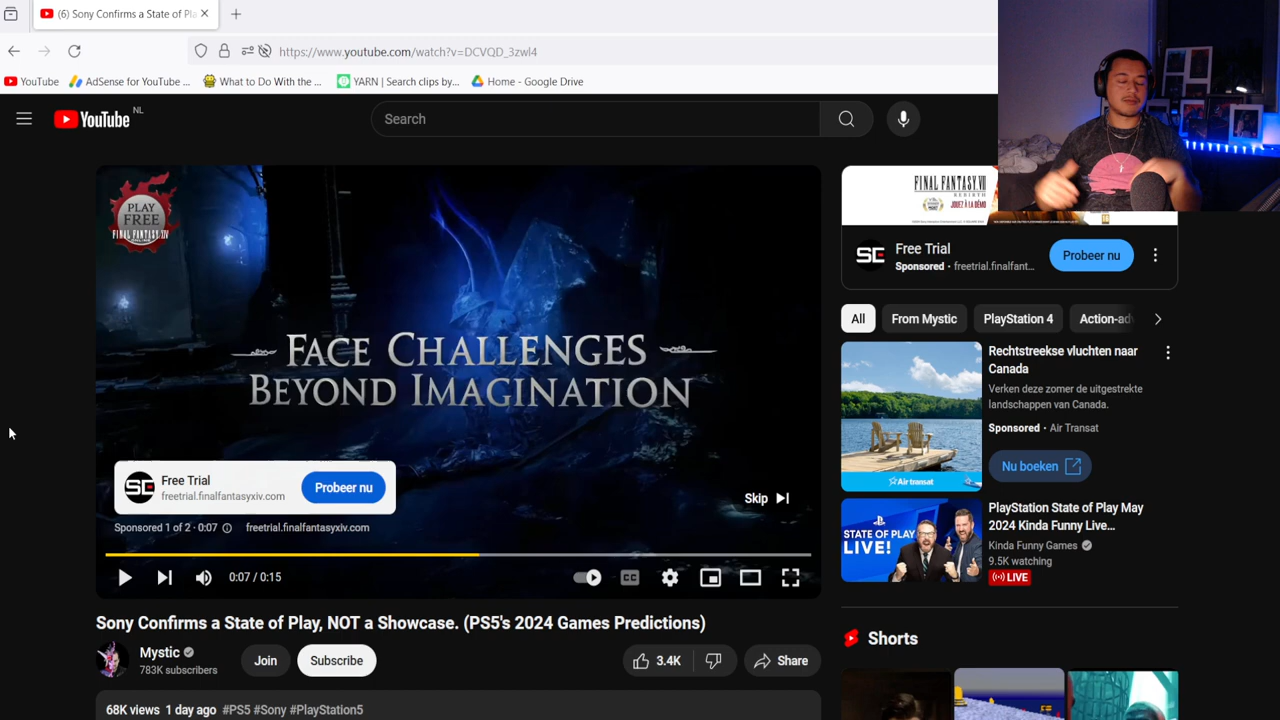 (6) Sony Confirms a State of Pla
https://www.youtube.com/watch?v=DCVQD_3zwl4
YouTube
AdSense for YouTube ...
What to Do With the ...
YARN | Search clips by...
Home - Google Drive
YouTube NL
Search
PLAY
FREE
FINAL FANTASY XIV
FACE CHALLENGES
BEYOND IMAGINATION
SE
Free Trial
freetrial.finalfantasyxiv.com
Probeer nu
Skip
Sponsored 1 of 2 · 0:07
freetrial.finalfantasyxiv.com
0:07 / 0:15
CC
Sony Confirms a State of Play, NOT a Showcase. (PS5's 2024 Games Predictions)
Mystic
783K subscribers
Join
Subscribe
3.4K
Share
68K views 1 day ago #PS5 #Sony #PlayStation5
FINAL FANTASY VII
REBIRTH
JOUEZ À LA DÉMO
SE
Free Trial
Sponsored · freetrial.finalfant...
Probeer nu
All
From Mystic
PlayStation 4
Action-ad
Rechtstreekse vluchten naar
Canada
Verken deze zomer de uitgestrekte
landschappen van Canada.
Sponsored · Air Transat
Nu boeken
Air transat
STATE OF PLAY
LIVE!
PlayStation State of Play May
2024 Kinda Funny Live...
Kinda Funny Games
9.5K watching
LIVE
Shorts